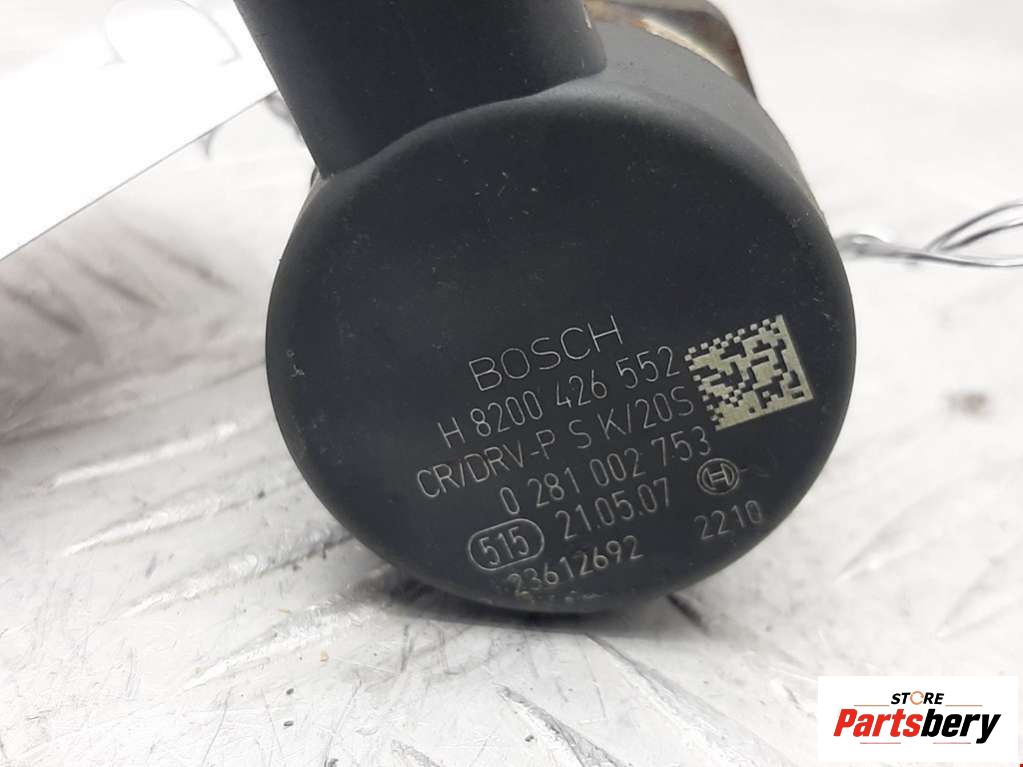 BOSCH
H 8200 426 552
CR/DRV-P S K/20S
0 281 002 753
515 21.05.07
23612692 2210
STORE
Partsbery